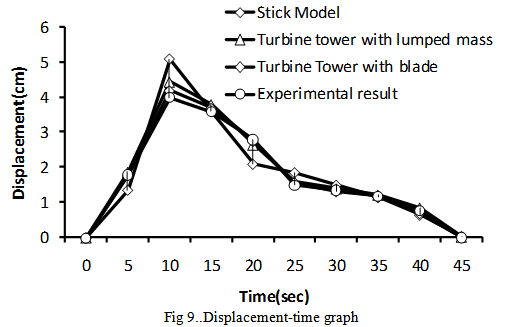 Stick Model
Turbine tower with lumped mass
Turbine Tower with blade
Experimental result
Displacement(cm)
6
5
4
3
2
1
0
0 5 10 15 20 25 30 35 40 45
Time(sec)
Fig 9..Displacement-time graph